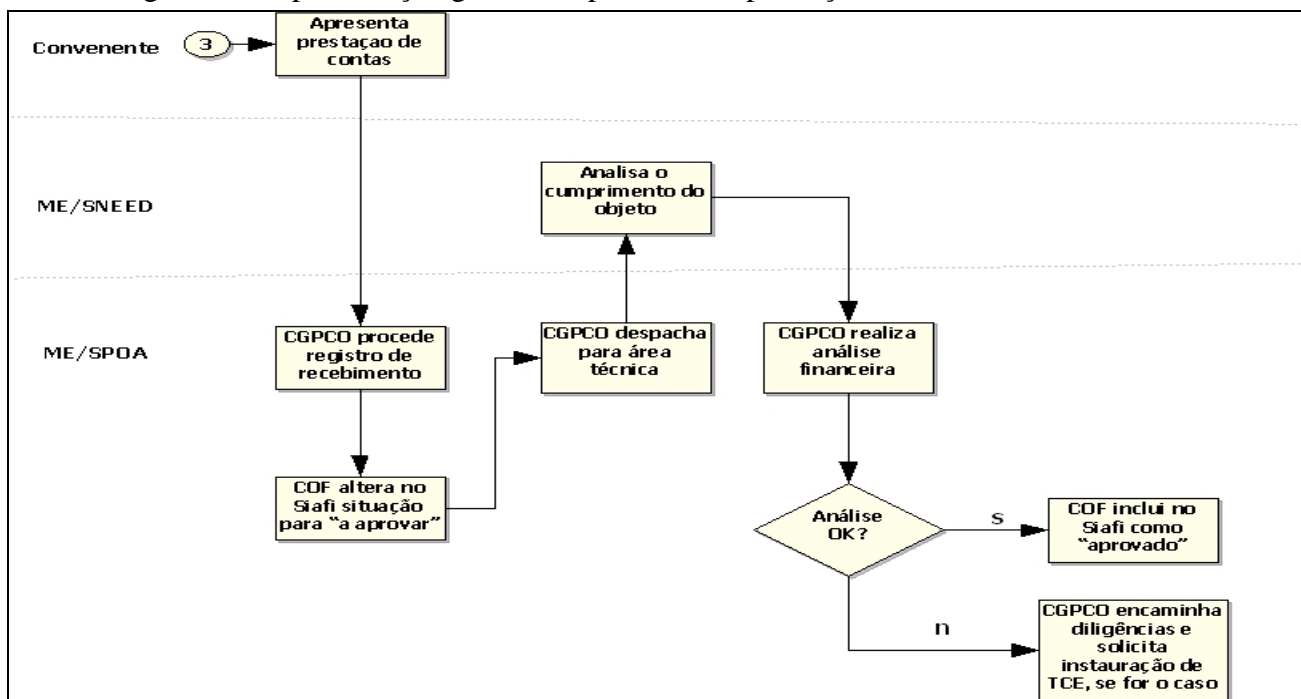 Convenente
3
Apresenta
prestaçao de
contas
ME/SNEED
Analisa o
cumprimento do
objeto
ME/SPOA
CGPCO procede
registro de
recebimento
CGPCO despacha
para área
técnica
CGPCO realiza
análise
financeira
COF altera no
Siafi situação
para "a aprovar"
Análise
OK?
s
COF inclui no
Siafi como
"aprovado"
n
CGPCO encaminha
diligências e
solicita
instauração de
TCE, se for o caso